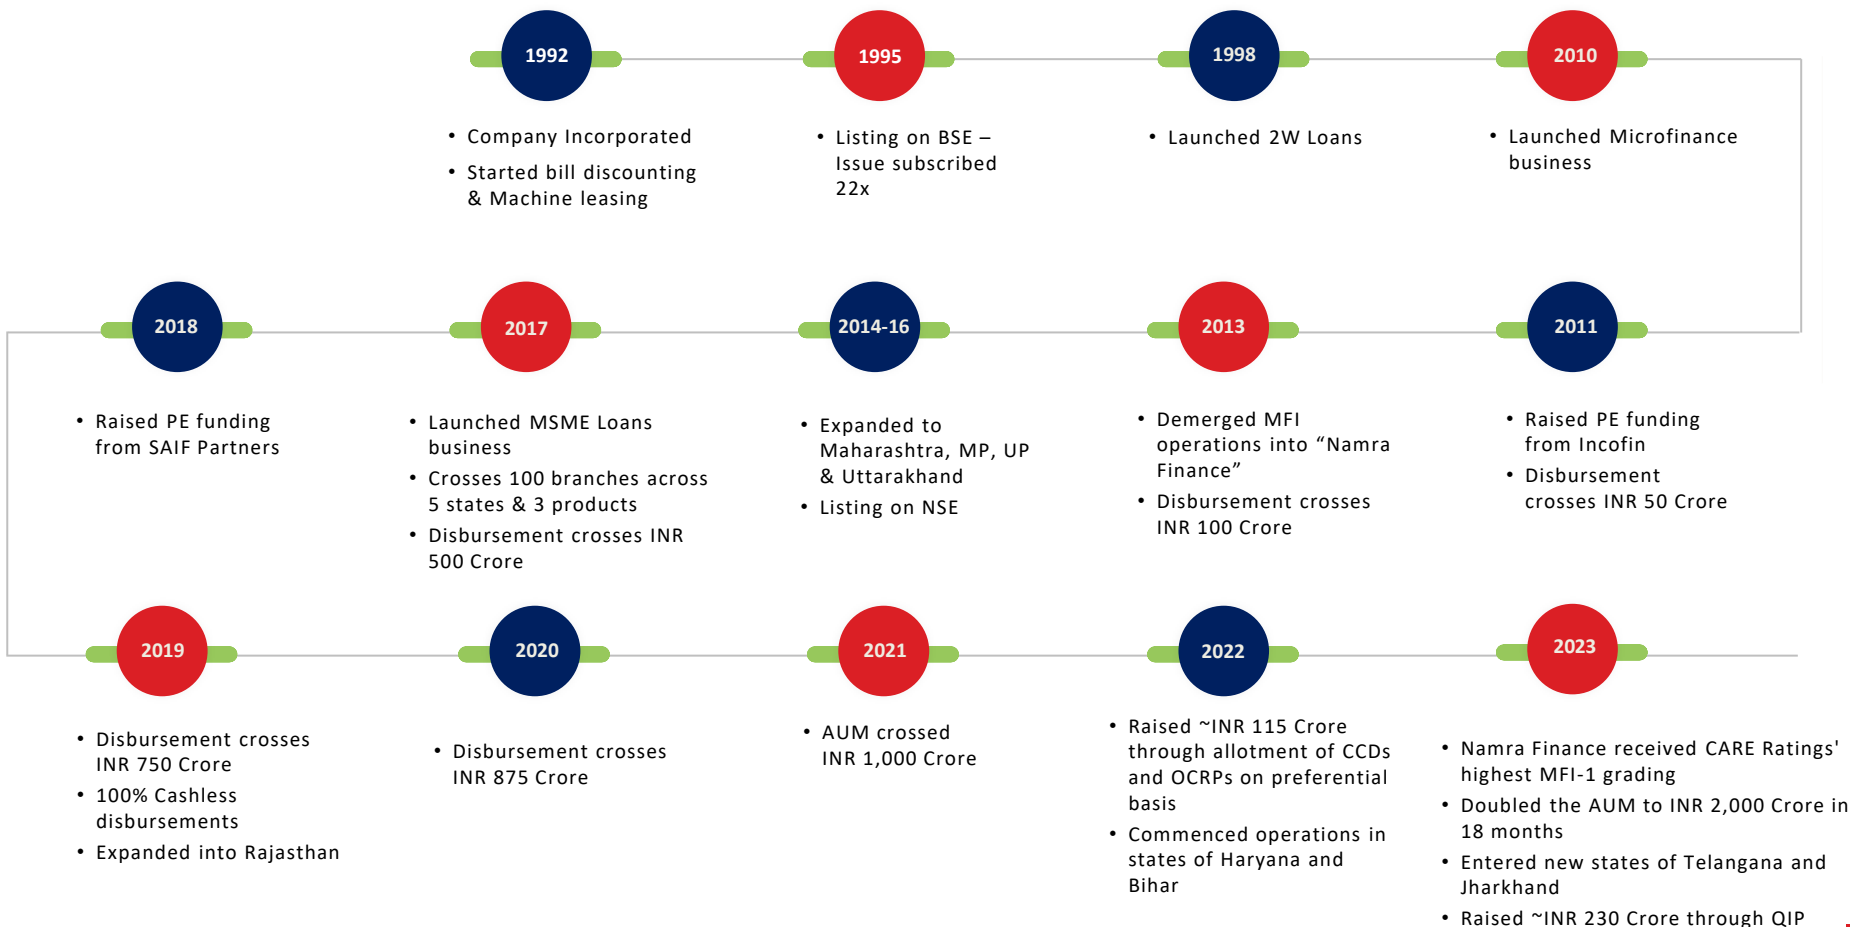 1992
• Company Incorporated
• Started bill discounting
& Machine leasing
1995
• Listing on BSE –
Issue subscribed
22x
1998
• Launched 2W Loans
2010
• Launched Microfinance
business
2011
• Raised PE funding
from Incofin
• Disbursement
crosses INR 50 Crore
2013
• Demerged MFI
operations into “Namra
Finance”
• Disbursement crosses
INR 100 Crore
2014-16
• Expanded to
Maharashtra, MP, UP
& Uttarakhand
• Listing on NSE
2017
• Launched MSME Loans
business
• Crosses 100 branches across
5 states & 3 products
• Disbursement crosses INR
500 Crore
2018
• Raised PE funding
from SAIF Partners
2019
• Disbursement crosses
INR 750 Crore
• 100% Cashless
disbursements
• Expanded into Rajasthan
2020
• Disbursement crosses
INR 875 Crore
2021
• AUM crossed
INR 1,000 Crore
2022
• Raised ~INR 115 Crore
through allotment of CCDs
and OCRPs on preferential
basis
• Commenced operations in
states of Haryana and
Bihar
2023
• Namra Finance received CARE Ratings'
highest MFI-1 grading
• Doubled the AUM to INR 2,000 Crore in
18 months
• Entered new states of Telangana and
Jharkhand
• Raised ~INR 230 Crore through QIP